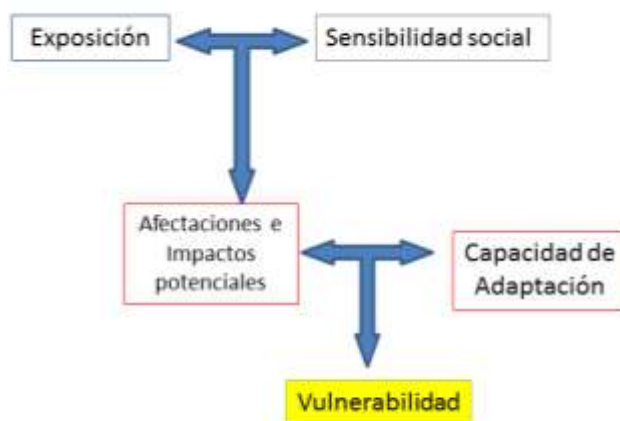 Exposición
Sensibilidad social
Afectaciones e
Impactos
potenciales
Capacidad de
Adaptación
Vulnerabilidad